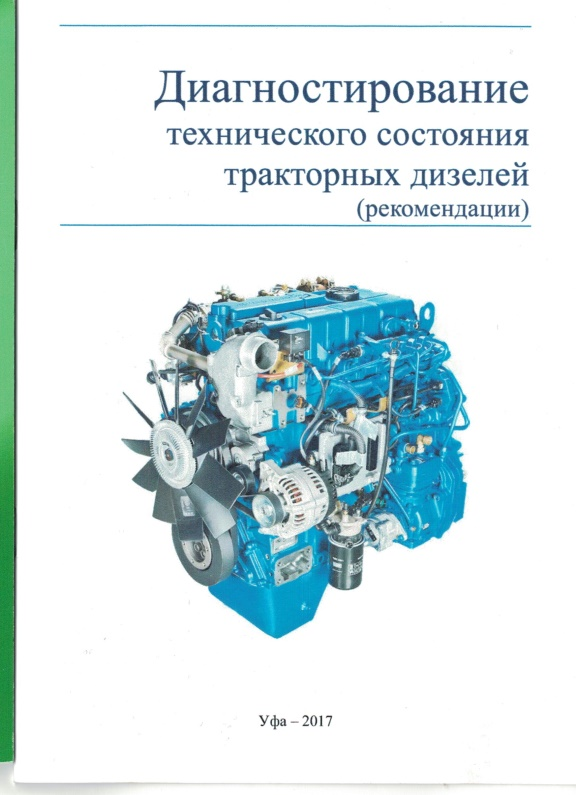 Диагностирование
технического состояния
тракторных дизелей
(рекомендации)
Уфа – 2017